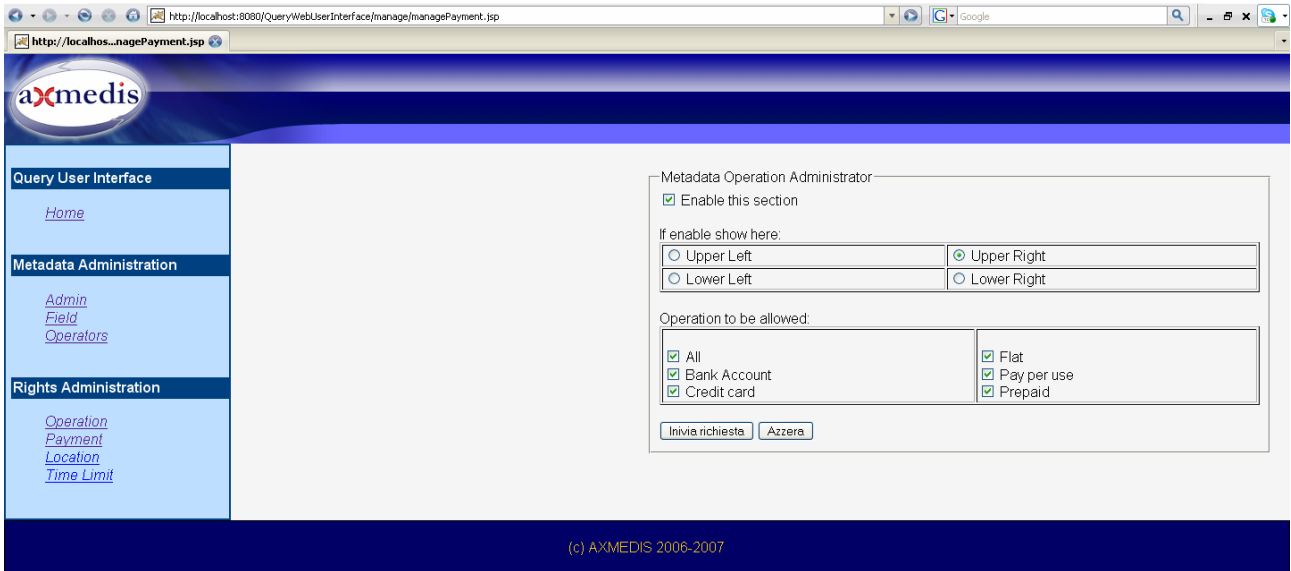 http://localhost:8080/QueryWebUserInterface/manage/managePayment.jsp
G
Google
http://localhos...nagePayment.jsp
axmedis
Query User Interface
Home
Metadata Administration
Admin
Field
Operators
Rights Administration
Operation
Payment
Location
Time Limit
Metadata Operation Administrator
Enable this section
If enable show here:
Upper Left
Upper Right
Lower Left
Lower Right
Operation to be allowed:
All
Bank Account
Credit card
Flat
Pay per use
Prepaid
Inivia richiesta
Azzera
(c) AXMEDIS 2006-2007